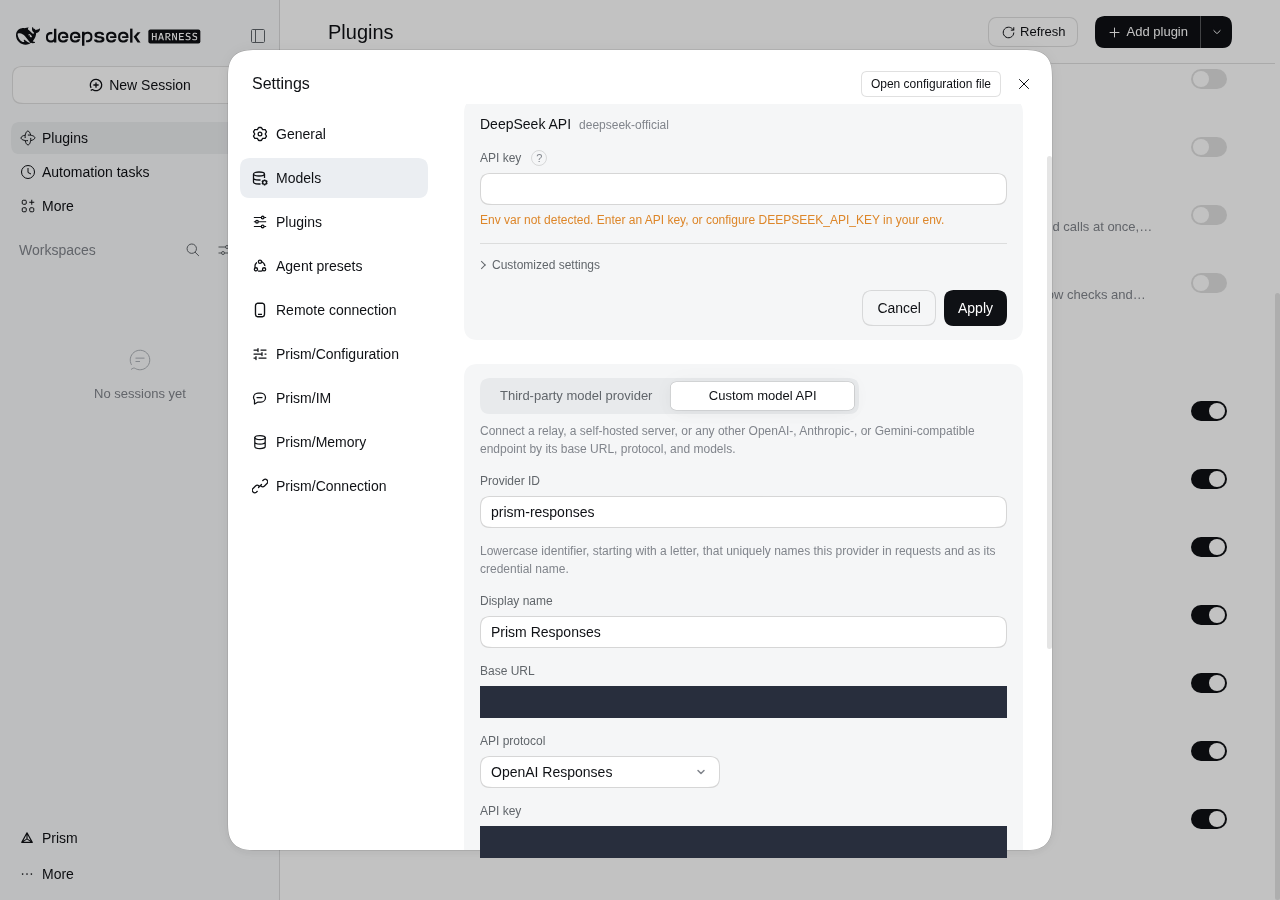 deepseek HARNESS
New Session
Plugins
Automation tasks
More
Workspaces
No sessions yet
Prism
More
Plugins
Refresh
Add plugin
d calls at once,…
ow checks and…
Settings
Open configuration file
General
Models
Plugins
Agent presets
Remote connection
Prism/Configuration
Prism/IM
Prism/Memory
Prism/Connection
DeepSeek API deepseek-official
API key ?
Env var not detected. Enter an API key, or configure DEEPSEEK_API_KEY in your env.
Customized settings
Cancel
Apply
Third-party model provider
Custom model API
Connect a relay, a self-hosted server, or any other OpenAI-, Anthropic-, or Gemini-compatible
endpoint by its base URL, protocol, and models.
Provider ID
prism-responses
Lowercase identifier, starting with a letter, that uniquely names this provider in requests and as its
credential name.
Display name
Prism Responses
Base URL
API protocol
OpenAI Responses
API key